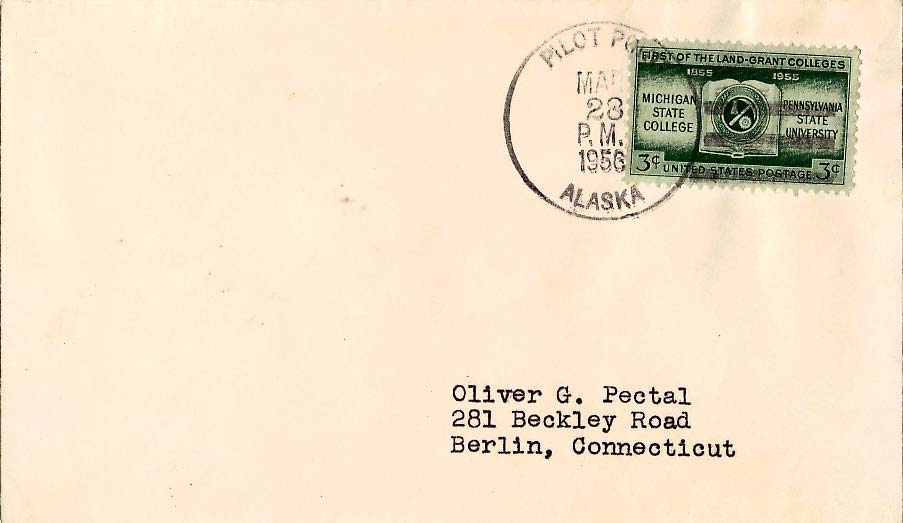 PILOT
MAR
28
P.M.
1956
ALASKA
FIRST OF THE LAND-GRANT COLLEGES
1855 1955
MICHIGAN STATE COLLEGE
PENNSYLVANIA STATE UNIVERSITY
3¢ UNITED STATES POSTAGE 3¢
Oliver G. Pectal
281 Beckley Road
Berlin, Connecticut